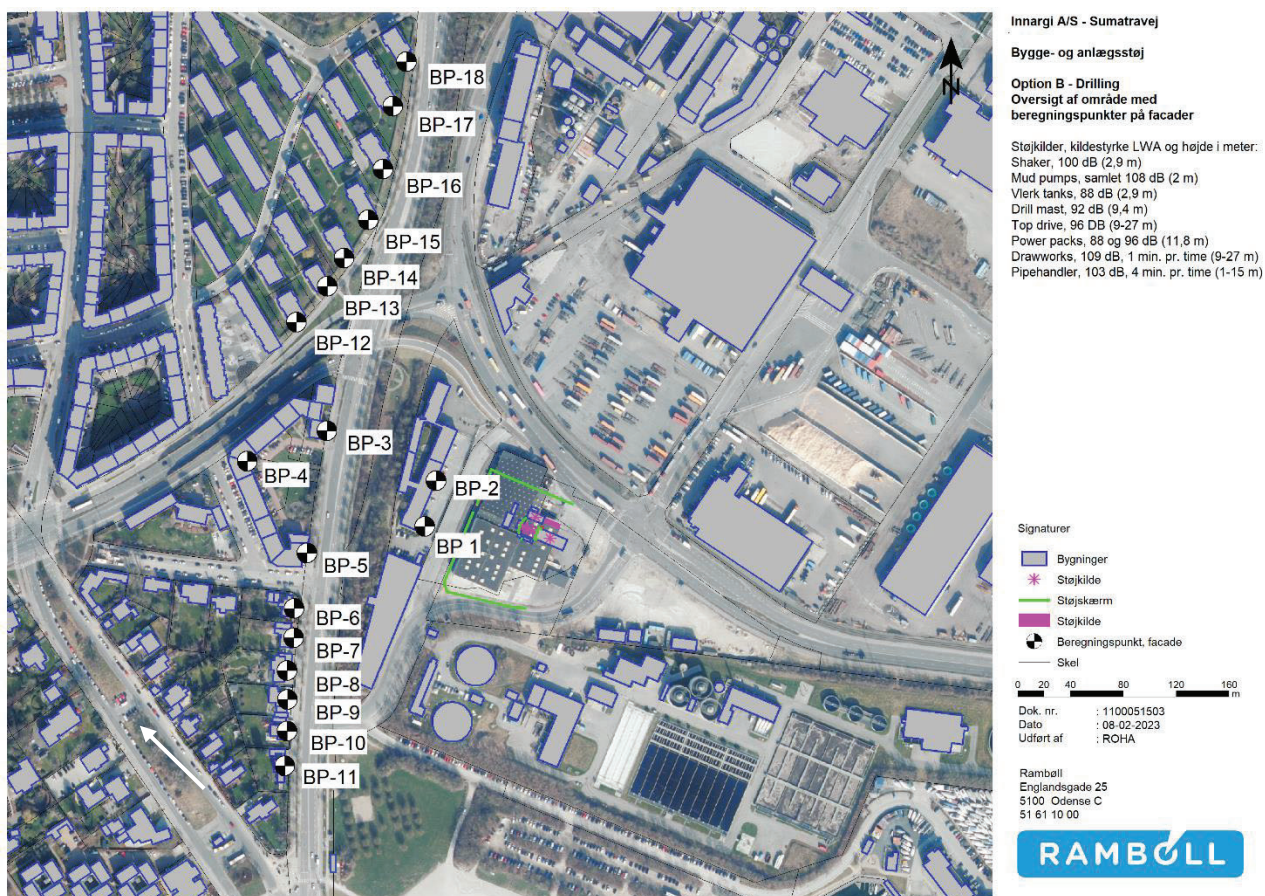 BP-18
BP-17
BP-16
BP-15
BP-14
BP-13
BP-12
BP-3
BP-4
BP-2
BP 1
BP-5
BP-6
BP-7
BP-8
BP-9
BP-10
BP-11
N
Innargi A/S - Sumatravej
Bygge- og anlægsstøj
Option B - Drilling
Oversigt af område med
beregningspunkter på facader
Støjkilder, kildestyrke LWA og højde i meter:
Shaker, 100 dB (2,9 m)
Mud pumps, samlet 108 dB (2 m)
Vlerk tanks, 88 dB (2,9 m)
Drill mast, 92 dB (9,4 m)
Top drive, 96 DB (9-27 m)
Power packs, 88 og 96 dB (11,8 m)
Drawworks, 109 dB, 1 min. pr. time (9-27 m)
Pipehandler, 103 dB, 4 min. pr. time (1-15 m)
Signaturer
Bygninger
Støjkilde
Støjskærm
Støjkilde
Beregningspunkt, facade
Skel
0 20 40 80 120 160
m
Dok. nr. : 1100051503
Dato : 08-02-2023
Udført af : ROHA
Rambøll
Englandsgade 25
5100 Odense C
51 61 10 00
RAMBOLL